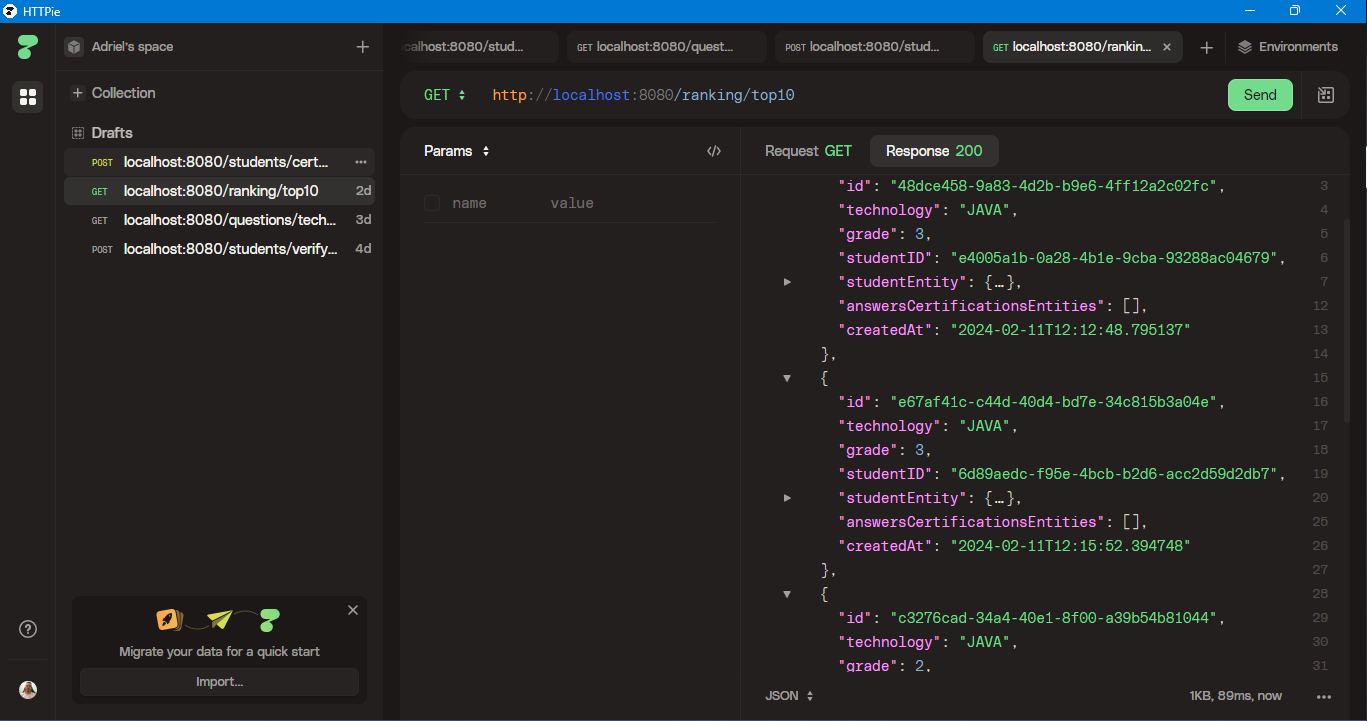 HTTPie
Adriel's space
calhost:8080/stud...
GET localhost:8080/quest...
POST localhost:8080/stud...
GET localhost:8080/rankin...
Environments
Collection
GET http://localhost:8080/ranking/top10
Send
Drafts
POST localhost:8080/students/cert...
GET localhost:8080/ranking/top10 2d
GET localhost:8080/questions/tech... 3d
POST localhost:8080/students/verify... 4d
Params
name value
Request GET
Response 200
"id": "48dce458-9a83-4d2b-b9e6-4ff12a2c02fc", 3
"technology": "JAVA", 4
"grade": 3, 5
"studentID": "e4005a1b-0a28-4b1e-9cba-93288ac04679", 6
"studentEntity": {…}, 7
"answersCertificationsEntities": [], 12
"createdAt": "2024-02-11T12:12:48.795137" 13
}, 14
{ 15
"id": "e67af41c-c44d-40d4-bd7e-34c815b3a04e", 16
"technology": "JAVA", 17
"grade": 3, 18
"studentID": "6d89aedc-f95e-4bcb-b2d6-acc2d59d2db7", 19
"studentEntity": {…}, 20
"answersCertificationsEntities": [], 25
"createdAt": "2024-02-11T12:15:52.394748" 26
}, 27
{ 28
"id": "c3276cad-34a4-40e1-8f00-a39b54b81044", 29
"technology": "JAVA", 30
"grade": 2, 31
Migrate your data for a quick start
Import...
JSON
1KB, 89ms, now